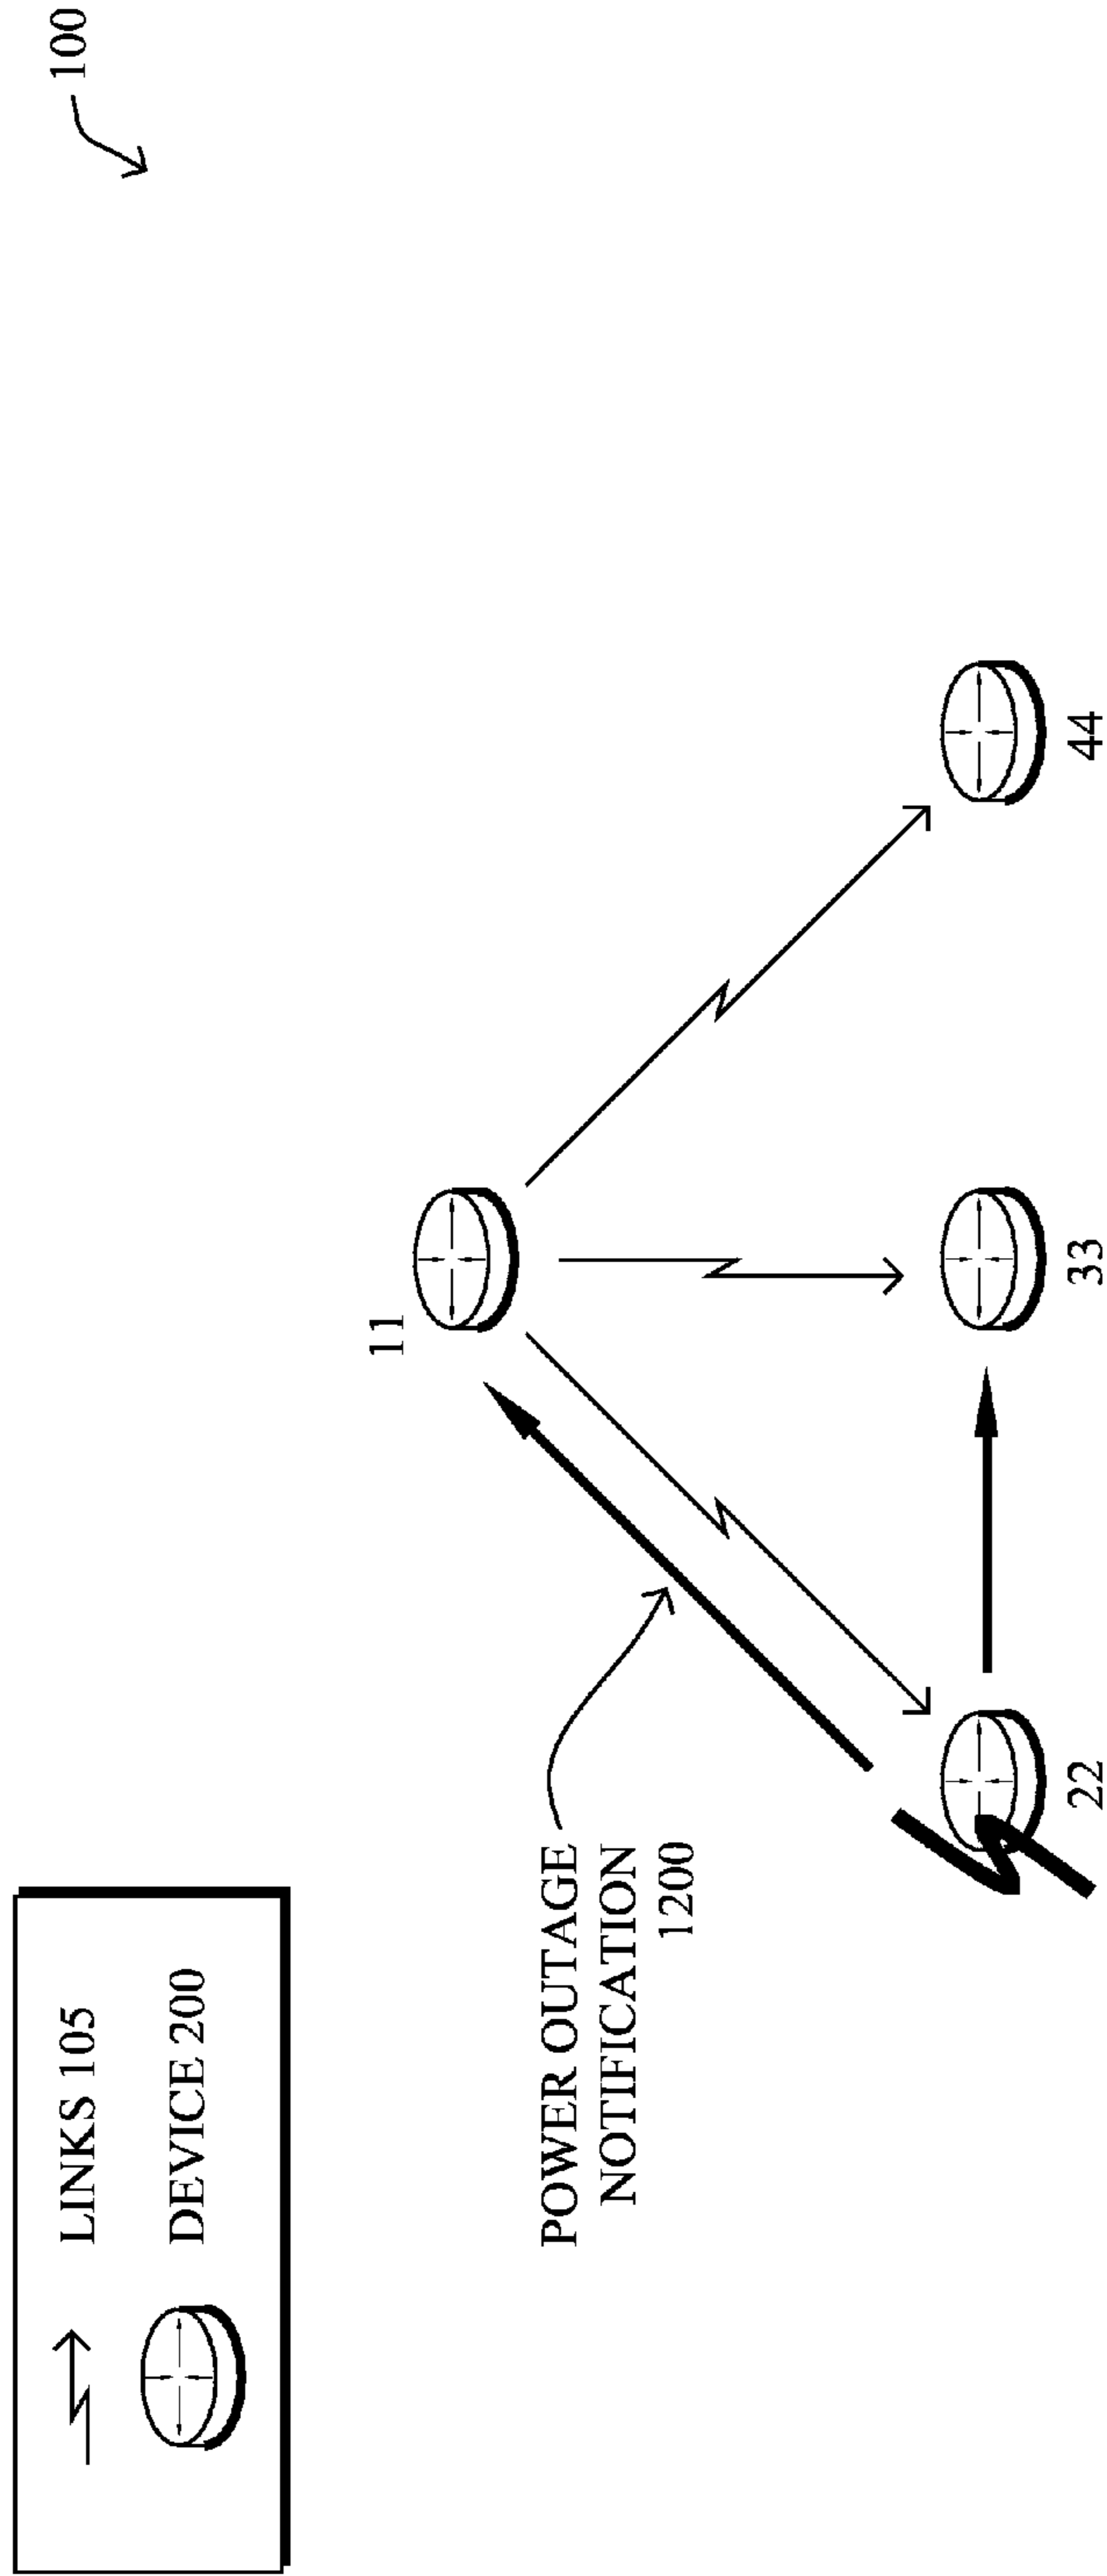 LINKS 105
DEVICE 200
100
POWER OUTAGE
NOTIFICATION
1200
11
22
33
44